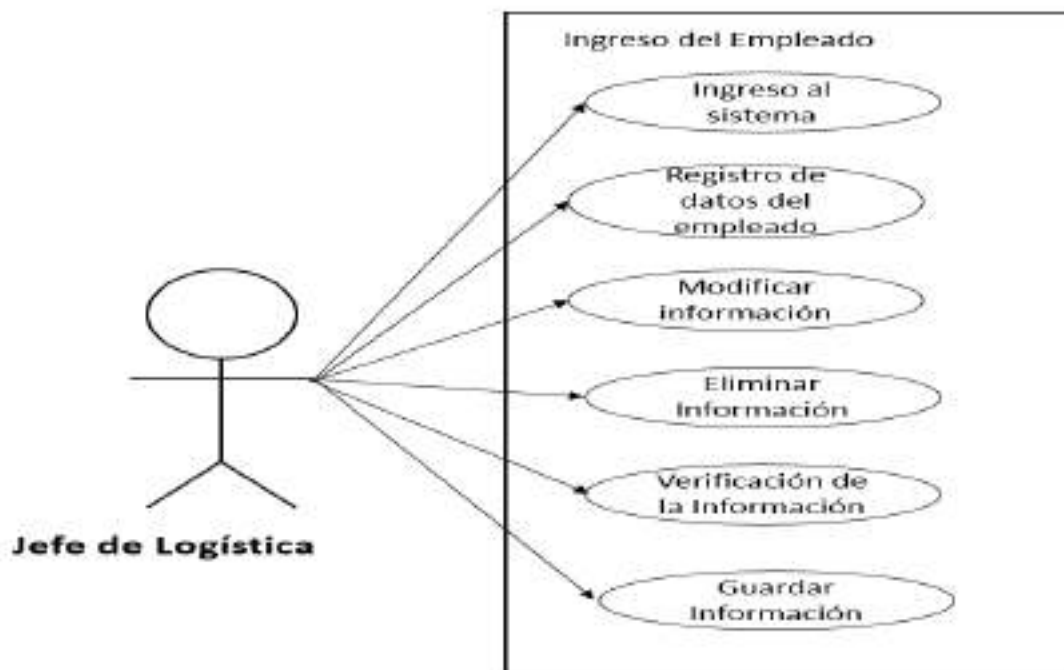 Ingreso del Empleado
Ingreso al
sistema
Registro de
datos del
empleado
Modificar
información
Eliminar
Información
Verificación de
la Información
Guardar
Información
Jefe de Logística